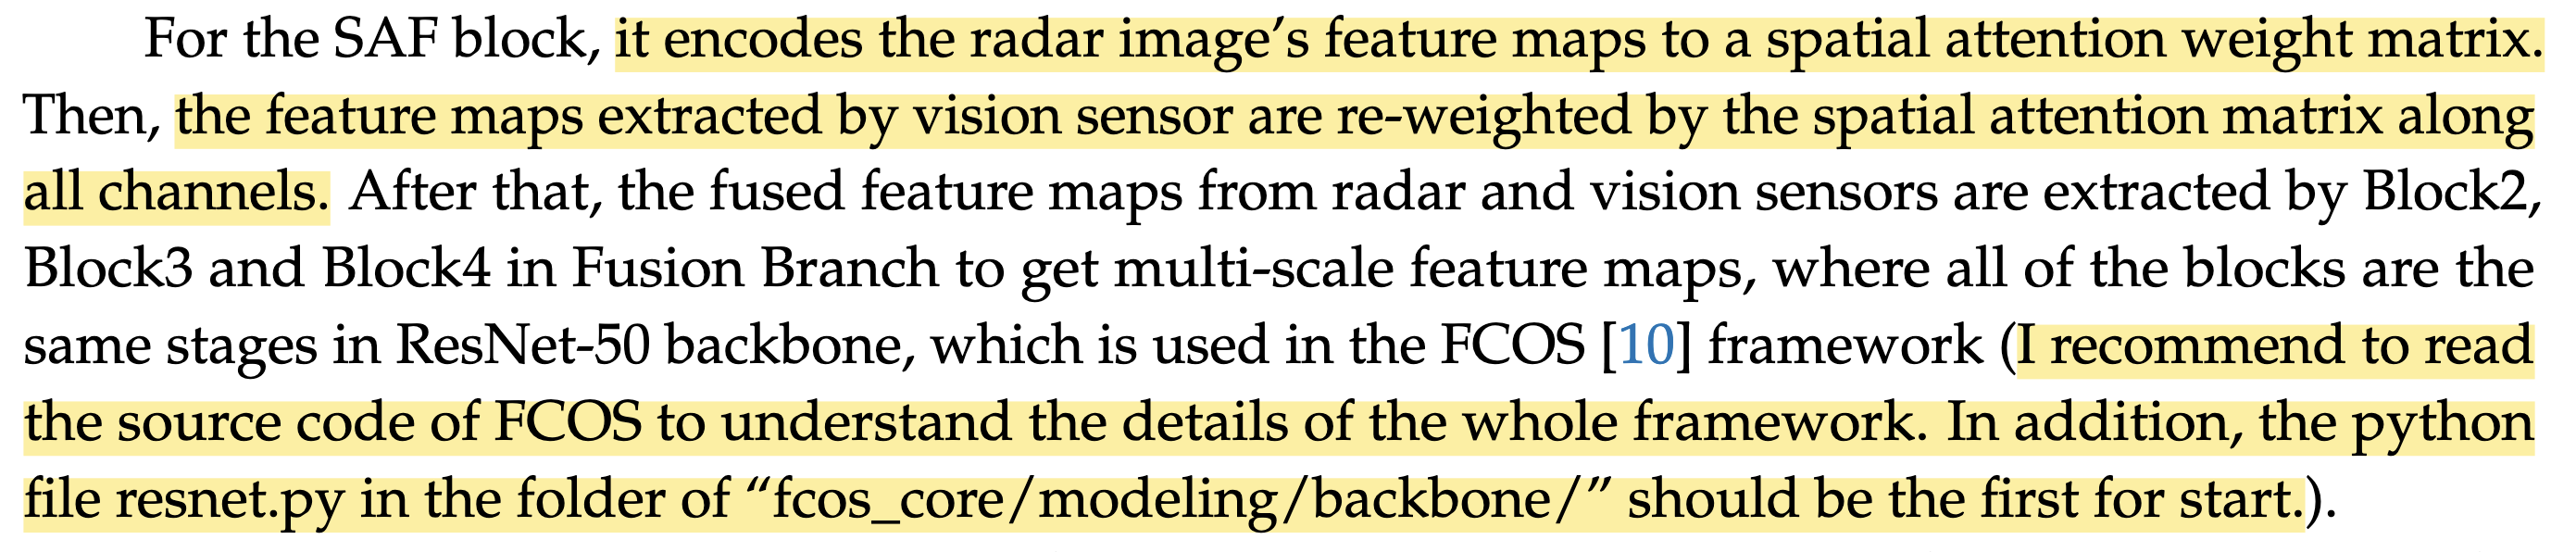 For the SAF block, it encodes the radar image’s feature maps to a spatial attention weight matrix.
Then, the feature maps extracted by vision sensor are re-weighted by the spatial attention matrix along
all channels. After that, the fused feature maps from radar and vision sensors are extracted by Block2,
Block3 and Block4 in Fusion Branch to get multi-scale feature maps, where all of the blocks are the
same stages in ResNet-50 backbone, which is used in the FCOS [10] framework (I recommend to read
the source code of FCOS to understand the details of the whole framework. In addition, the python
file resnet.py in the folder of “fcos_core/modeling/backbone/” should be the first for start.).